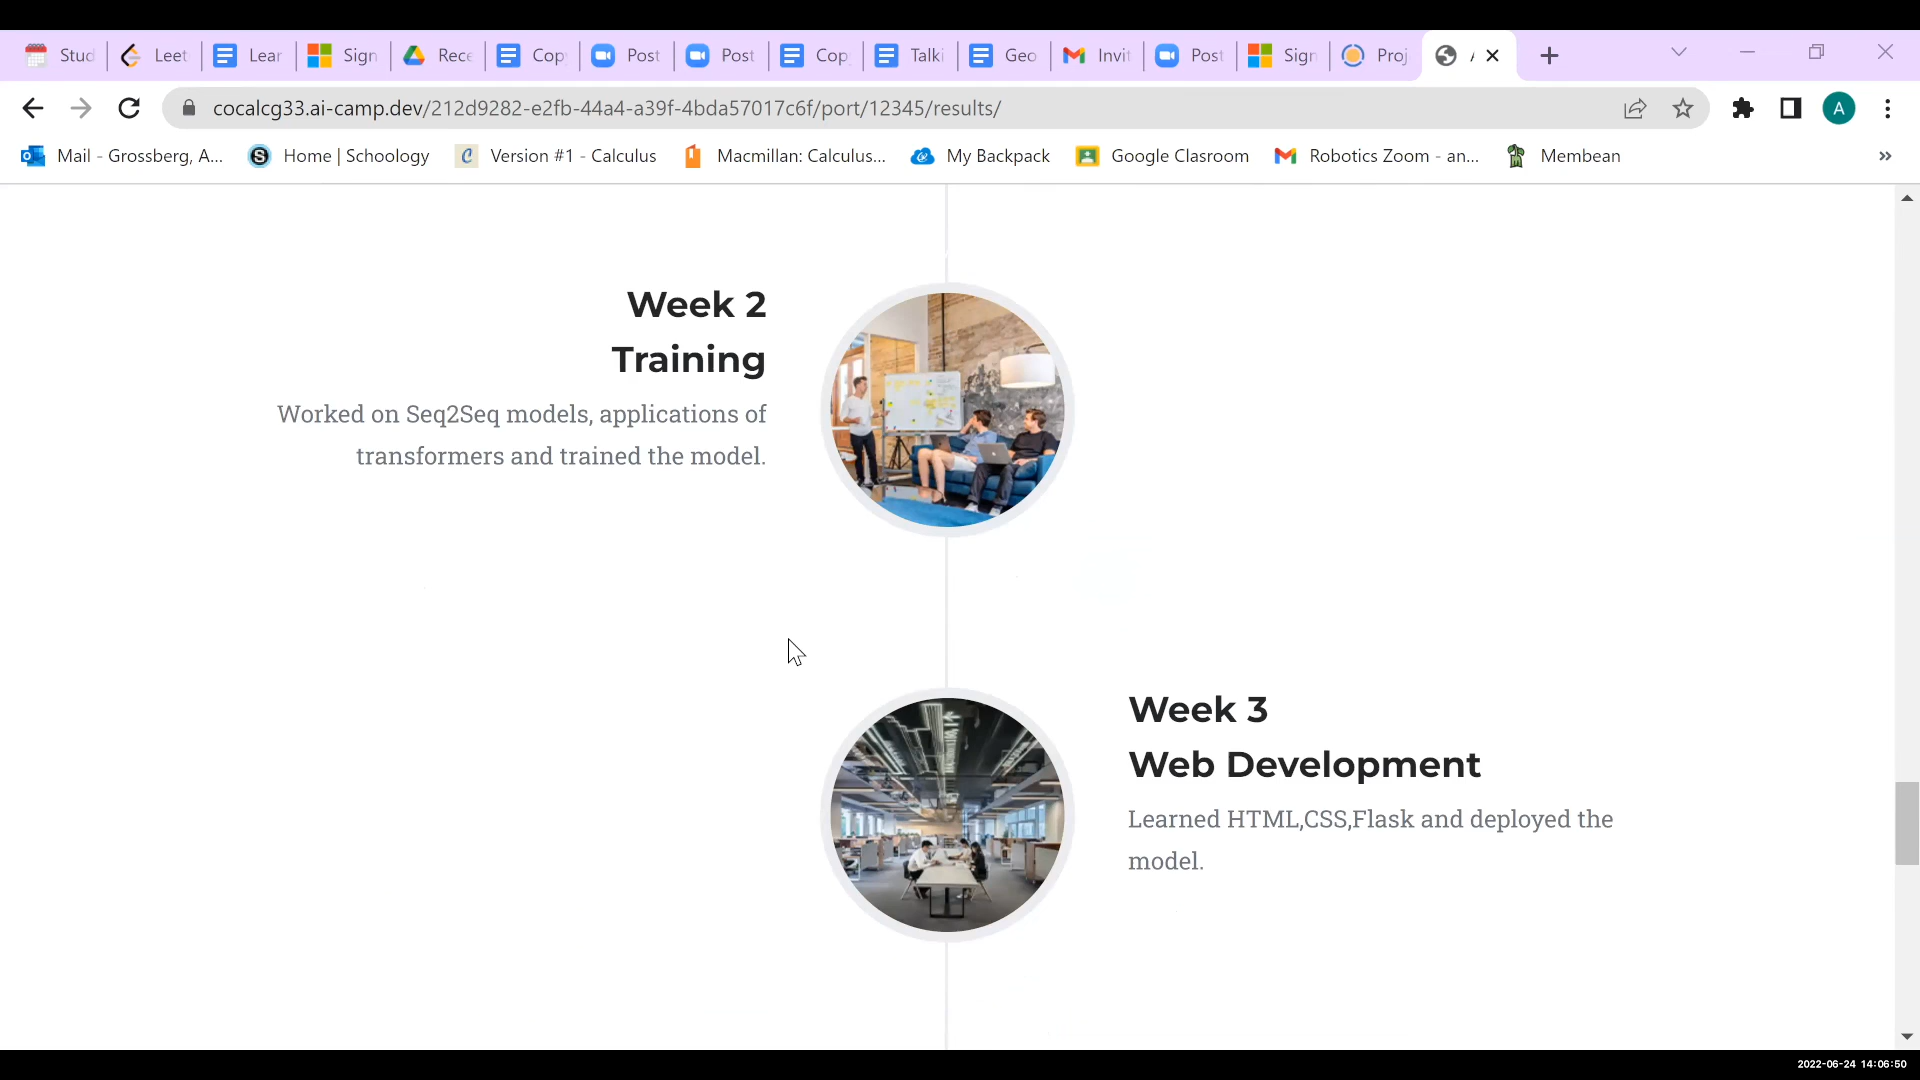 Stud
Leet
Lear
Sign
Rece
Copy
Post
Post
Cop
Talki
Geo
Invit
Post
Sign
Proj
cocalcg33.ai-camp.dev/212d9282-e2fb-44a4-a39f-4bda57017c6f/port/12345/results/
A
Mail - Grossberg, A...
Home | Schoology
Version #1 - Calculus
Macmillan: Calculus...
My Backpack
Google Clasroom
Robotics Zoom - an...
Membean
»
Week 2
Training
Worked on Seq2Seq models, applications of
transformers and trained the model.
Week 3
Web Development
Learned HTML,CSS,Flask and deployed the
model.
2022-06-24 14:06:50